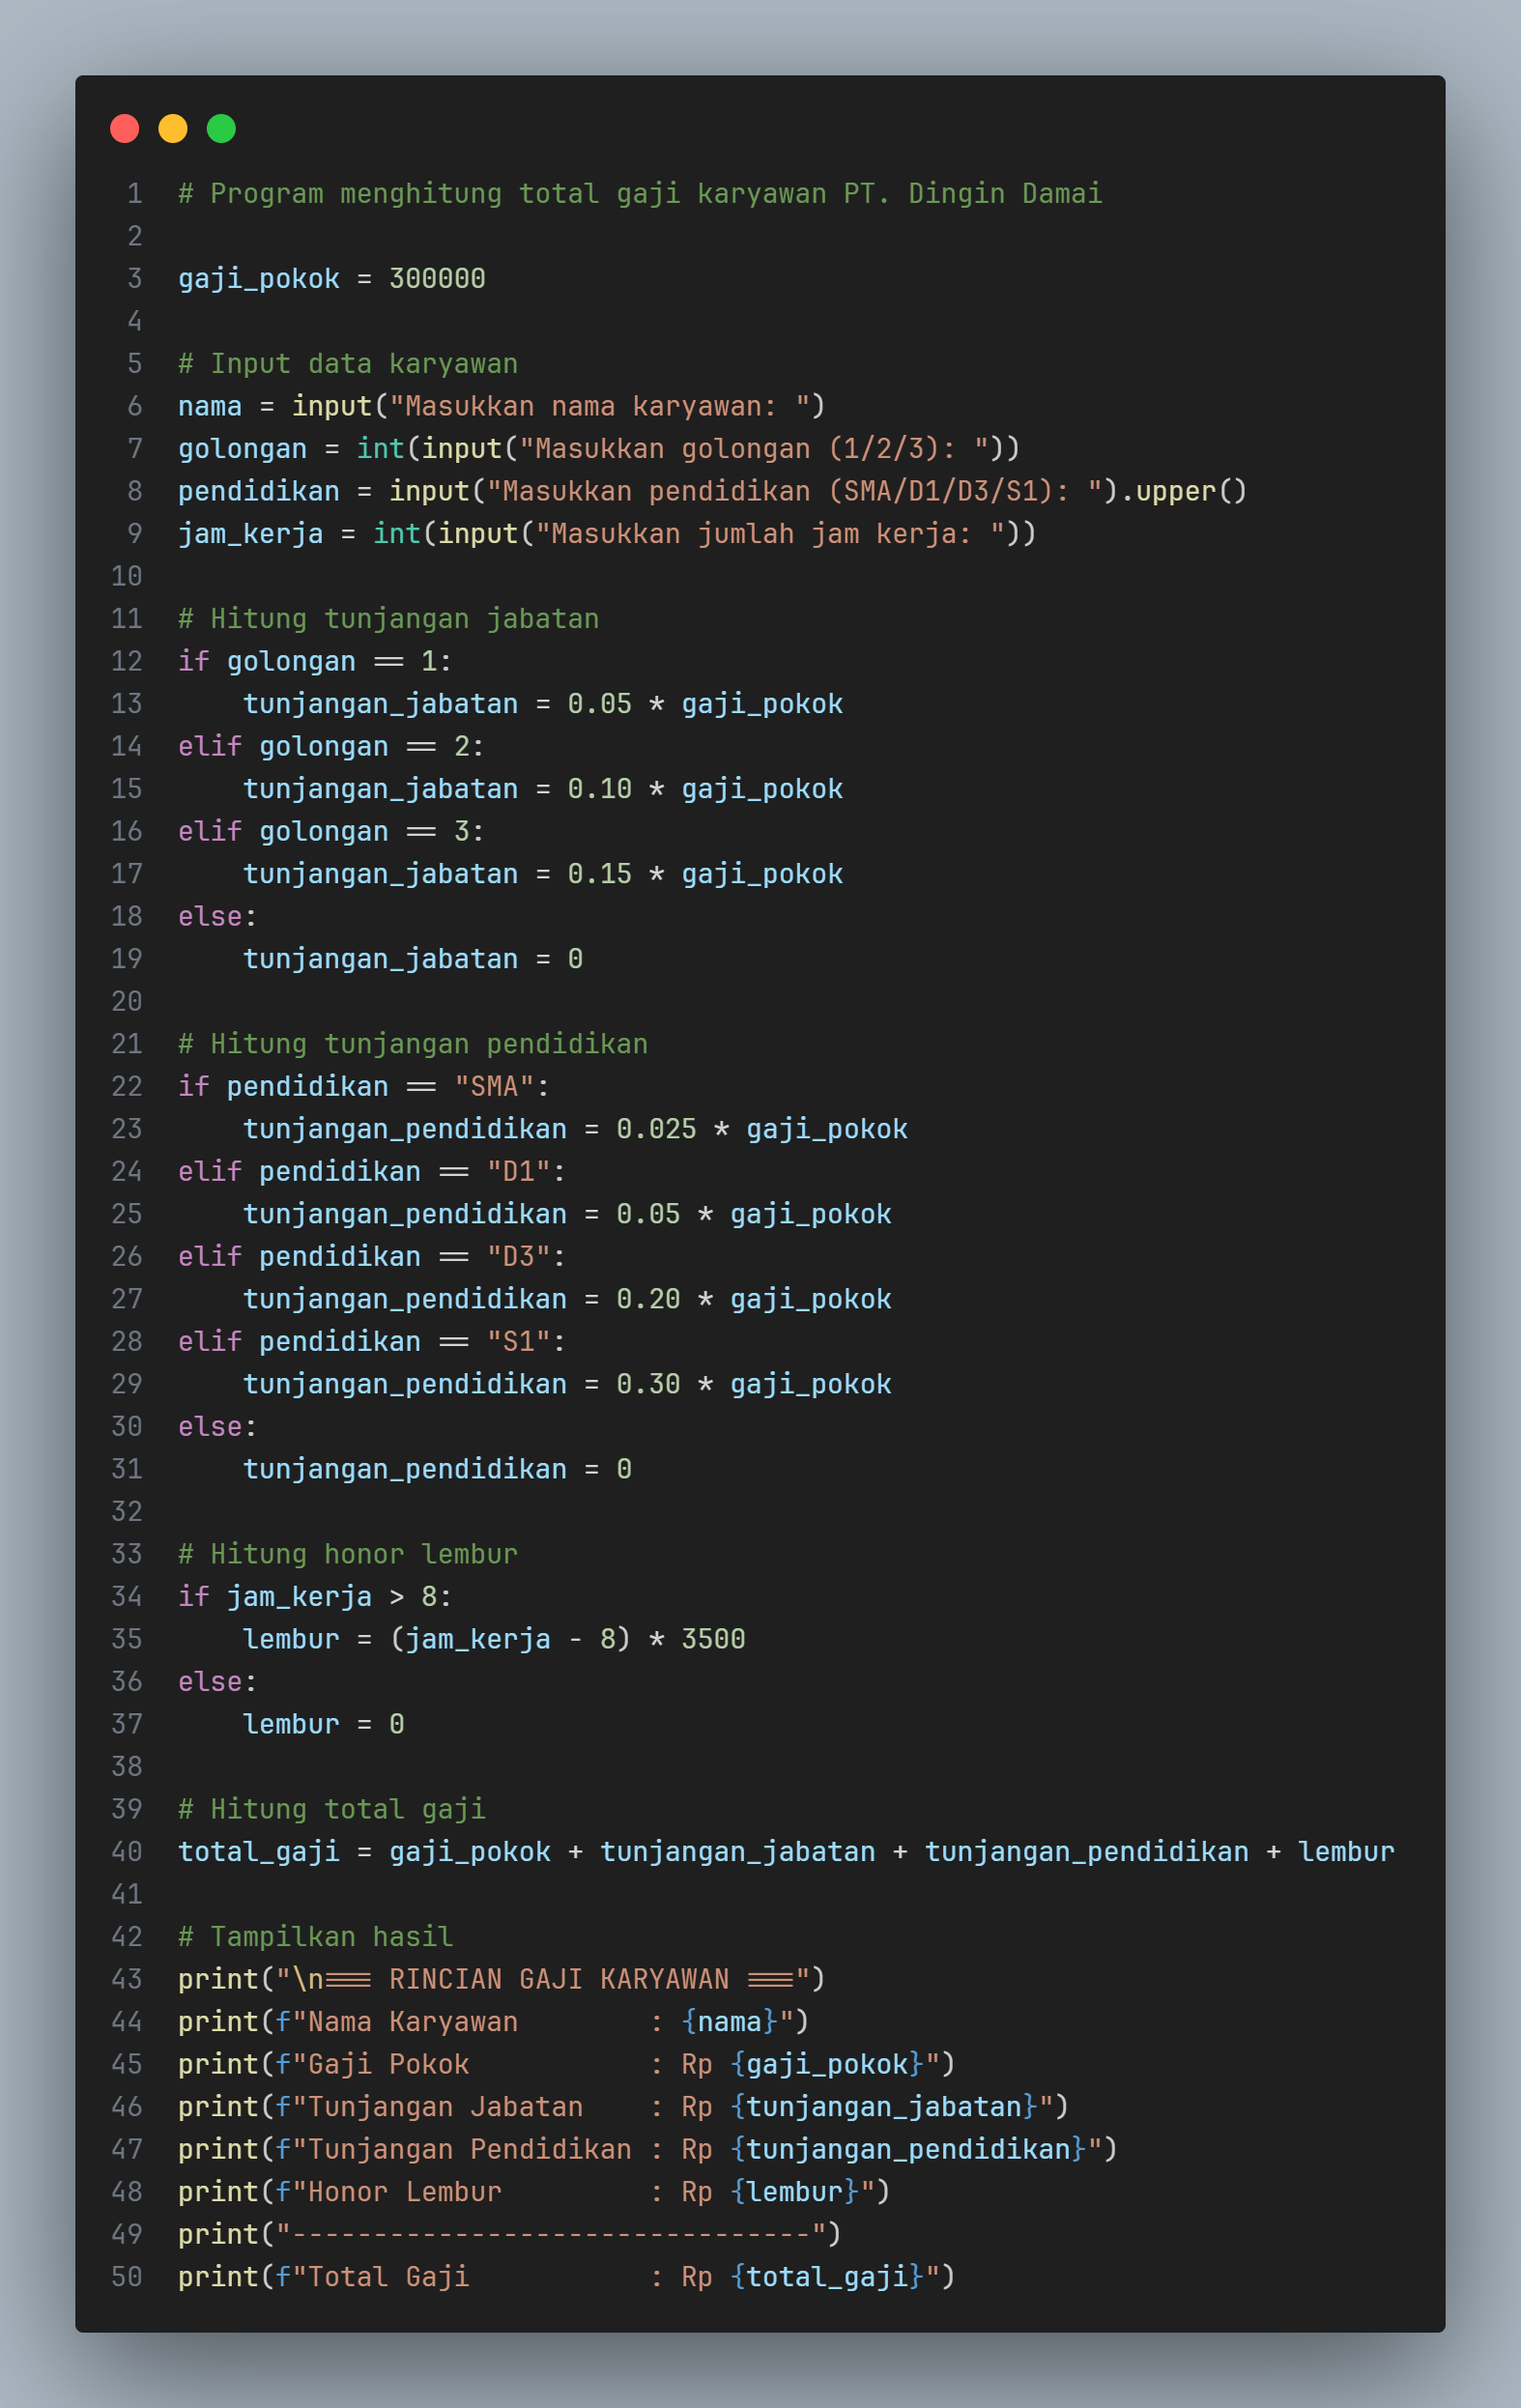 1 # Program menghitung total gaji karyawan PT. Dingin Damai
2
3 gaji_pokok = 300000
4
5 # Input data karyawan
6 nama = input("Masukkan nama karyawan: ")
7 golongan = int(input("Masukkan golongan (1/2/3): "))
8 pendidikan = input("Masukkan pendidikan (SMA/D1/D3/S1): ").upper()
9 jam_kerja = int(input("Masukkan jumlah jam kerja: "))
10
11 # Hitung tunjangan jabatan
12 if golongan == 1:
13     tunjangan_jabatan = 0.05 * gaji_pokok
14 elif golongan == 2:
15     tunjangan_jabatan = 0.10 * gaji_pokok
16 elif golongan == 3:
17     tunjangan_jabatan = 0.15 * gaji_pokok
18 else:
19     tunjangan_jabatan = 0
20
21 # Hitung tunjangan pendidikan
22 if pendidikan == "SMA":
23     tunjangan_pendidikan = 0.025 * gaji_pokok
24 elif pendidikan == "D1":
25     tunjangan_pendidikan = 0.05 * gaji_pokok
26 elif pendidikan == "D3":
27     tunjangan_pendidikan = 0.20 * gaji_pokok
28 elif pendidikan == "S1":
29     tunjangan_pendidikan = 0.30 * gaji_pokok
30 else:
31     tunjangan_pendidikan = 0
32
33 # Hitung honor lembur
34 if jam_kerja > 8:
35     lembur = (jam_kerja - 8) * 3500
36 else:
37     lembur = 0
38
39 # Hitung total gaji
40 total_gaji = gaji_pokok + tunjangan_jabatan + tunjangan_pendidikan + lembur
41
42 # Tampilkan hasil
43 print("\n=== RINCIAN GAJI KARYAWAN ===")
44 print(f"Nama Karyawan        : {nama}")
45 print(f"Gaji Pokok           : Rp {gaji_pokok}")
46 print(f"Tunjangan Jabatan    : Rp {tunjangan_jabatan}")
47 print(f"Tunjangan Pendidikan : Rp {tunjangan_pendidikan}")
48 print(f"Honor Lembur         : Rp {lembur}")
49 print("--------------------------------")
50 print(f"Total Gaji           : Rp {total_gaji}")